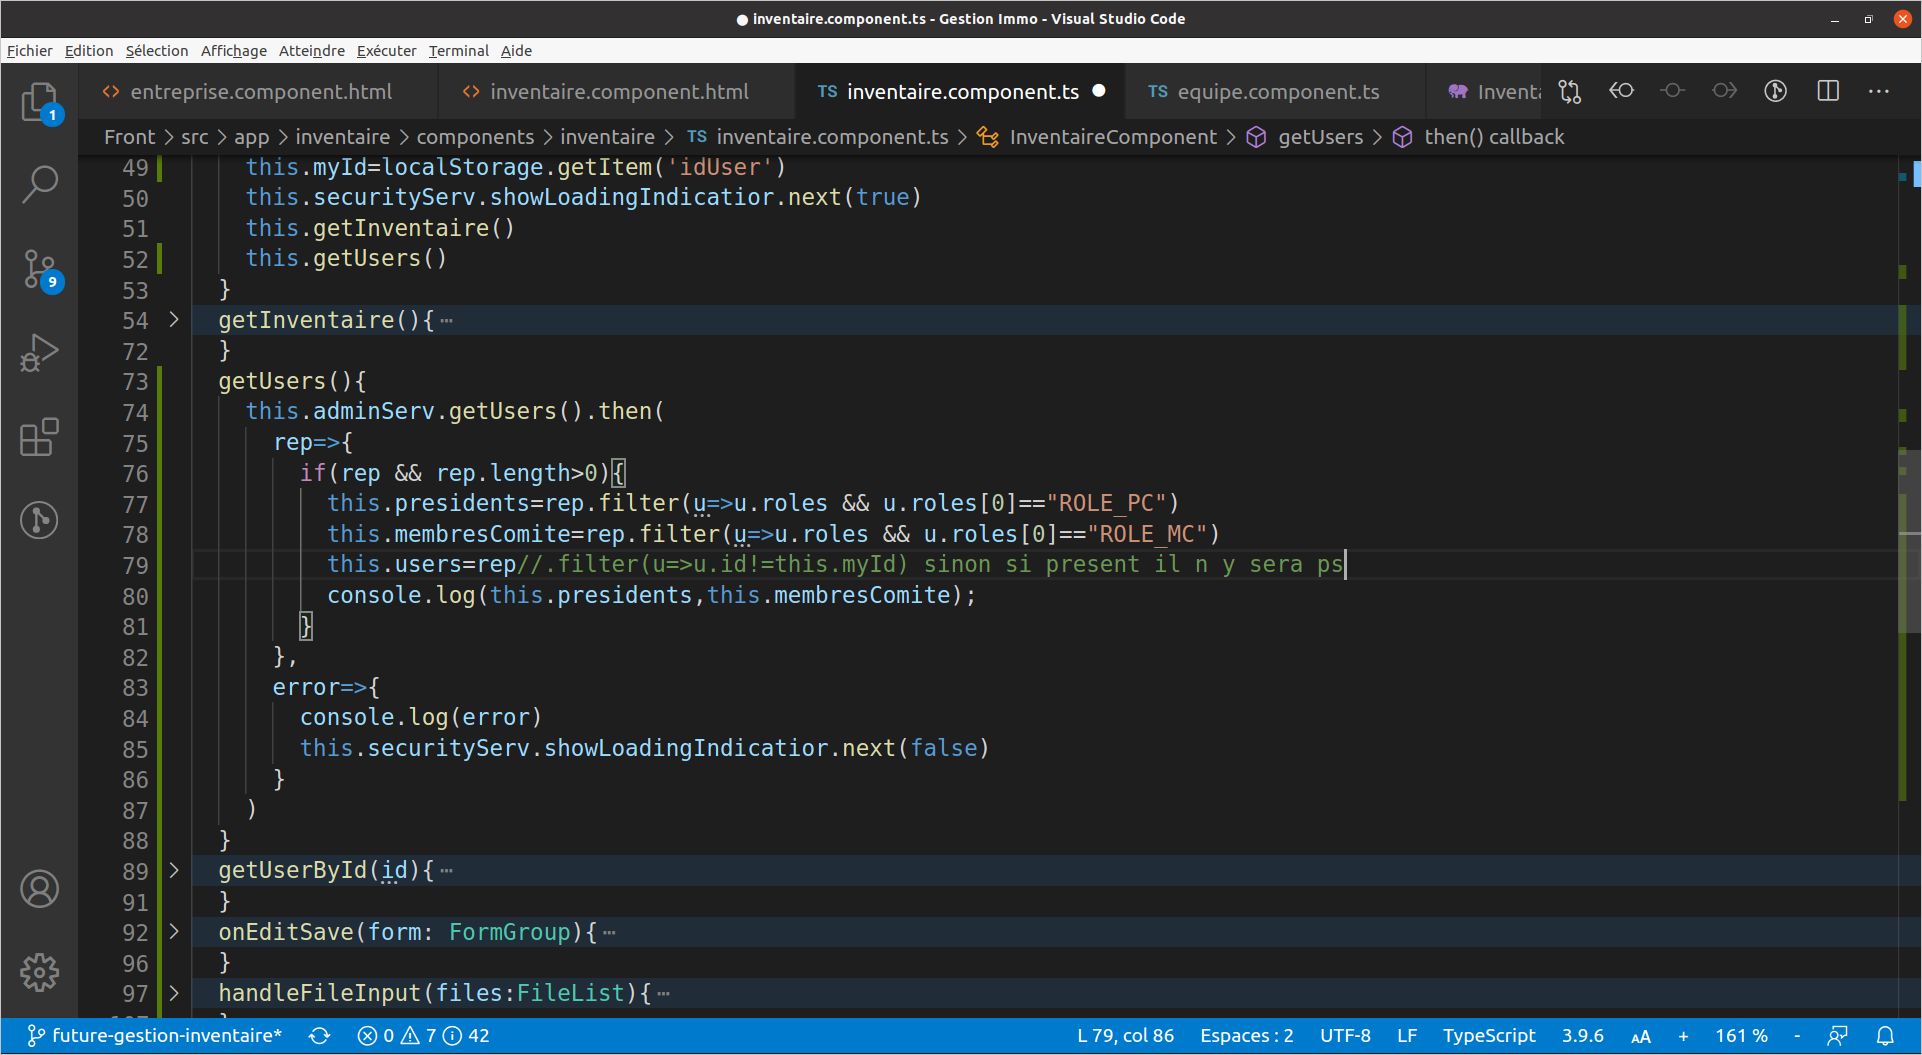 ● inventaire.component.ts - Gestion Immo - Visual Studio Code
Fichier Edition Sélection Affichage Atteindre Exécuter Terminal Aide
<> entreprise.component.html <> inventaire.component.html TS inventaire.component.ts ● TS equipe.component.ts Inventa
Front > src > app > inventaire > components > inventaire > TS inventaire.component.ts > InventaireComponent > getUsers > then() callback
1
9
49 this.myId=localStorage.getItem('idUser')
50 this.securityServ.showLoadingIndicatior.next(true)
51 this.getInventaire()
52 this.getUsers()
53 }
54 > getInventaire(){ ···
72 }
73 getUsers(){
74 this.adminServ.getUsers().then(
75 rep=>{
76 if(rep && rep.length>0){
77 this.presidents=rep.filter(u=>u.roles && u.roles[0]=="ROLE_PC")
78 this.membresComite=rep.filter(u=>u.roles && u.roles[0]=="ROLE_MC")
79 this.users=rep//.filter(u=>u.id!=this.myId) sinon si present il n y sera ps
80 console.log(this.presidents,this.membresComite);
81 }
82 },
83 error=>{
84 console.log(error)
85 this.securityServ.showLoadingIndicatior.next(false)
86 }
87 )
88 }
89 > getUserById(id){ ···
91 }
92 > onEditSave(form: FormGroup){ ···
96 }
97 > handleFileInput(files:FileList){ ···
future-gestion-inventaire* 0 7 42 L 79, col 86 Espaces : 2 UTF-8 LF TypeScript 3.9.6 AA + 161 % -